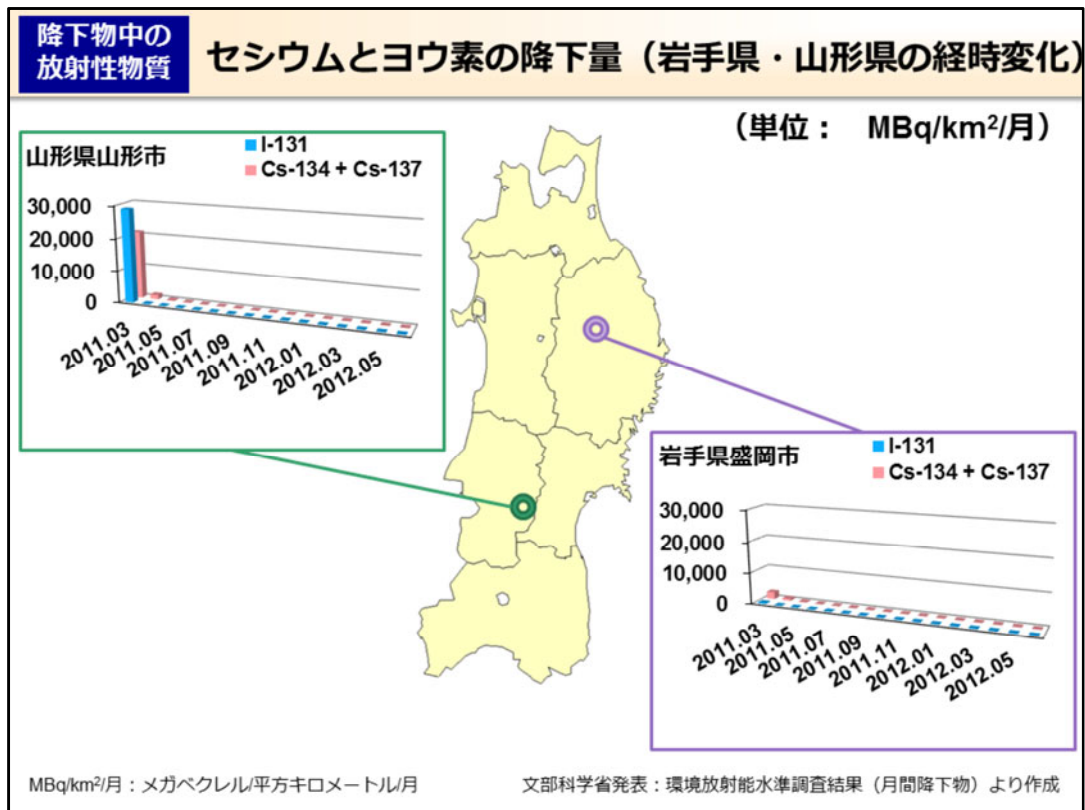 降下物中の
放射性物質
セシウムとヨウ素の降下量（岩手県・山形県の経時変化）
（単位：　MBq/km²/月）
山形県山形市
I-131
Cs-134 + Cs-137
30,000
20,000
10,000
0
2011.03
2011.05
2011.07
2011.09
2011.11
2012.01
2012.03
2012.05
岩手県盛岡市
I-131
Cs-134 + Cs-137
30,000
20,000
10,000
0
2011.03
2011.05
2011.07
2011.09
2011.11
2012.01
2012.03
2012.05
MBq/km²/月：メガベクレル/平方キロメートル/月
文部科学省発表：環境放射能水準調査結果（月間降下物）より作成